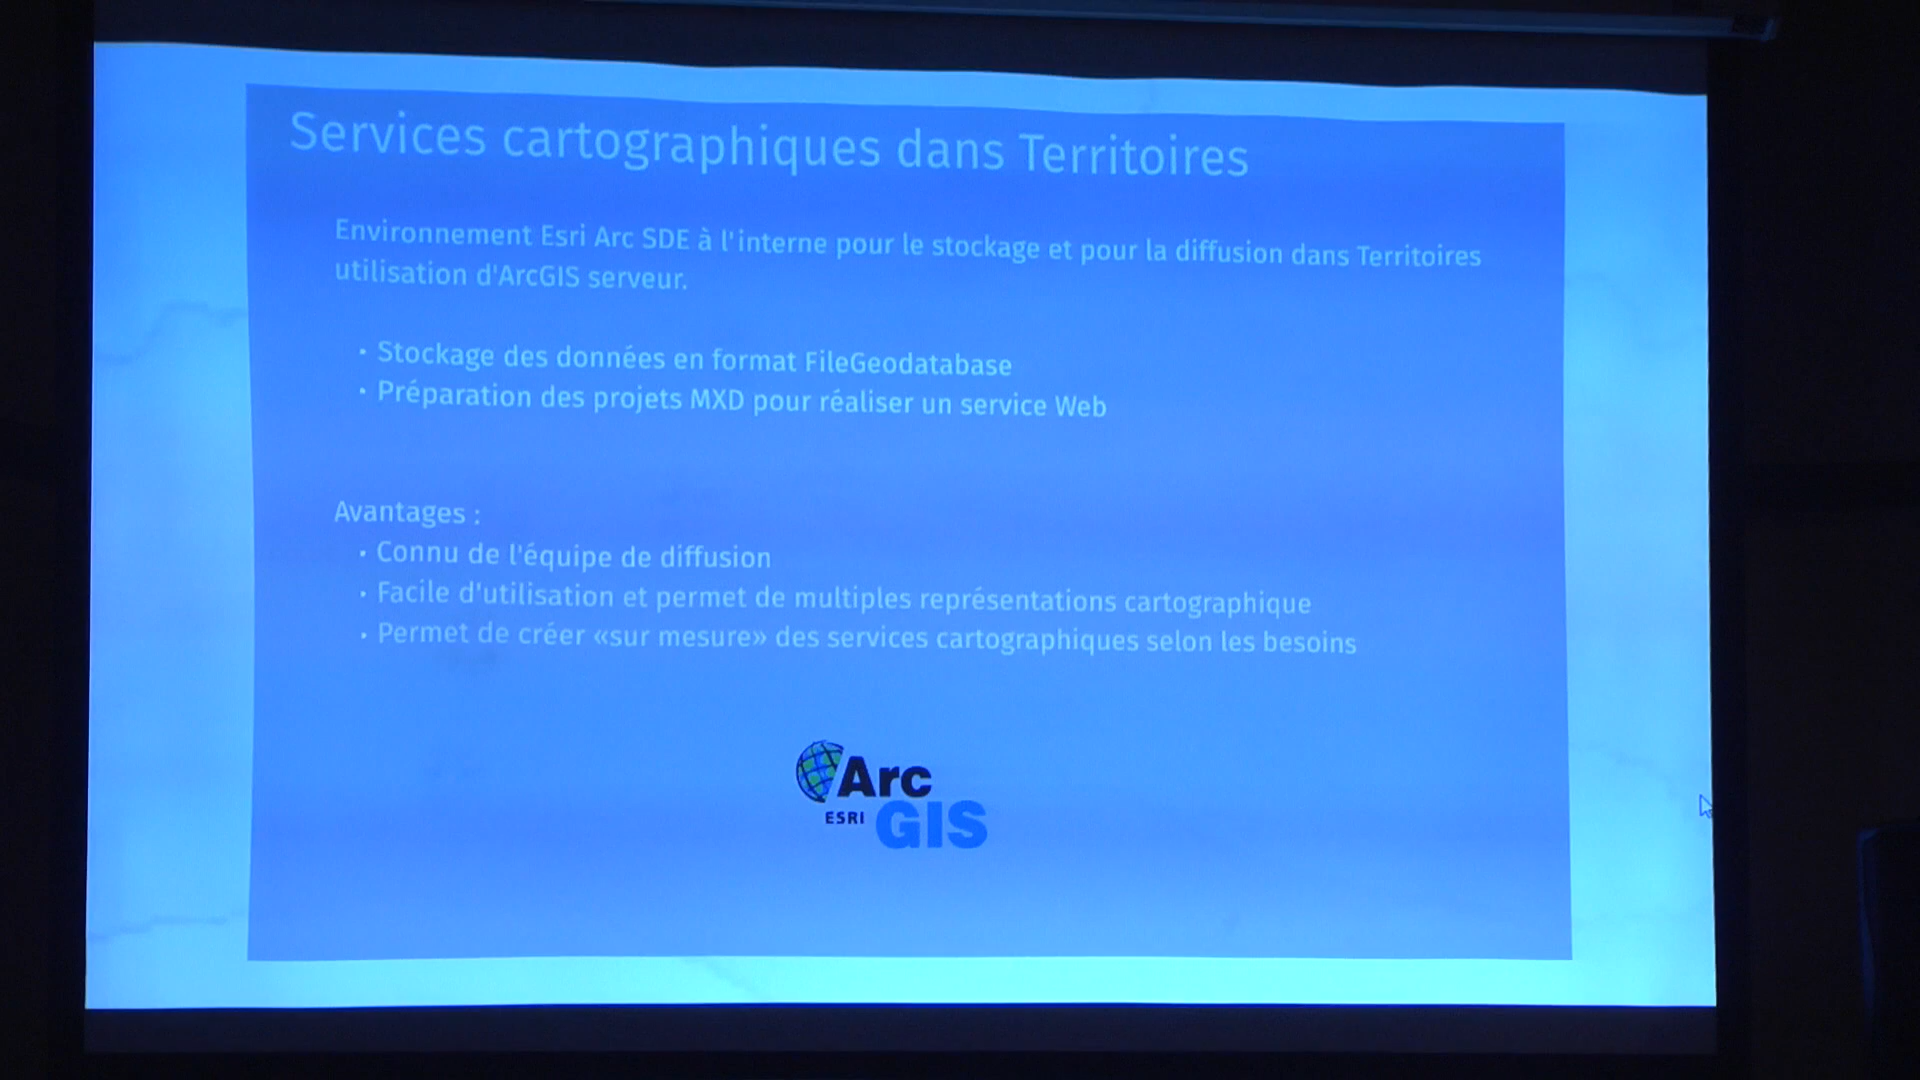 Services cartographiques dans Territoires
Environnement Esri Arc SDE à l'interne pour le stockage et pour la diffusion dans Territoires
utilisation d'ArcGIS serveur.
• Stockage des données en format FileGeodatabase
• Préparation des projets MXD pour réaliser un service Web
Avantages :
• Connu de l'équipe de diffusion
• Facile d'utilisation et permet de multiples représentations cartographique
• Permet de créer «sur mesure» des services cartographiques selon les besoins
Arc
ESRI GIS